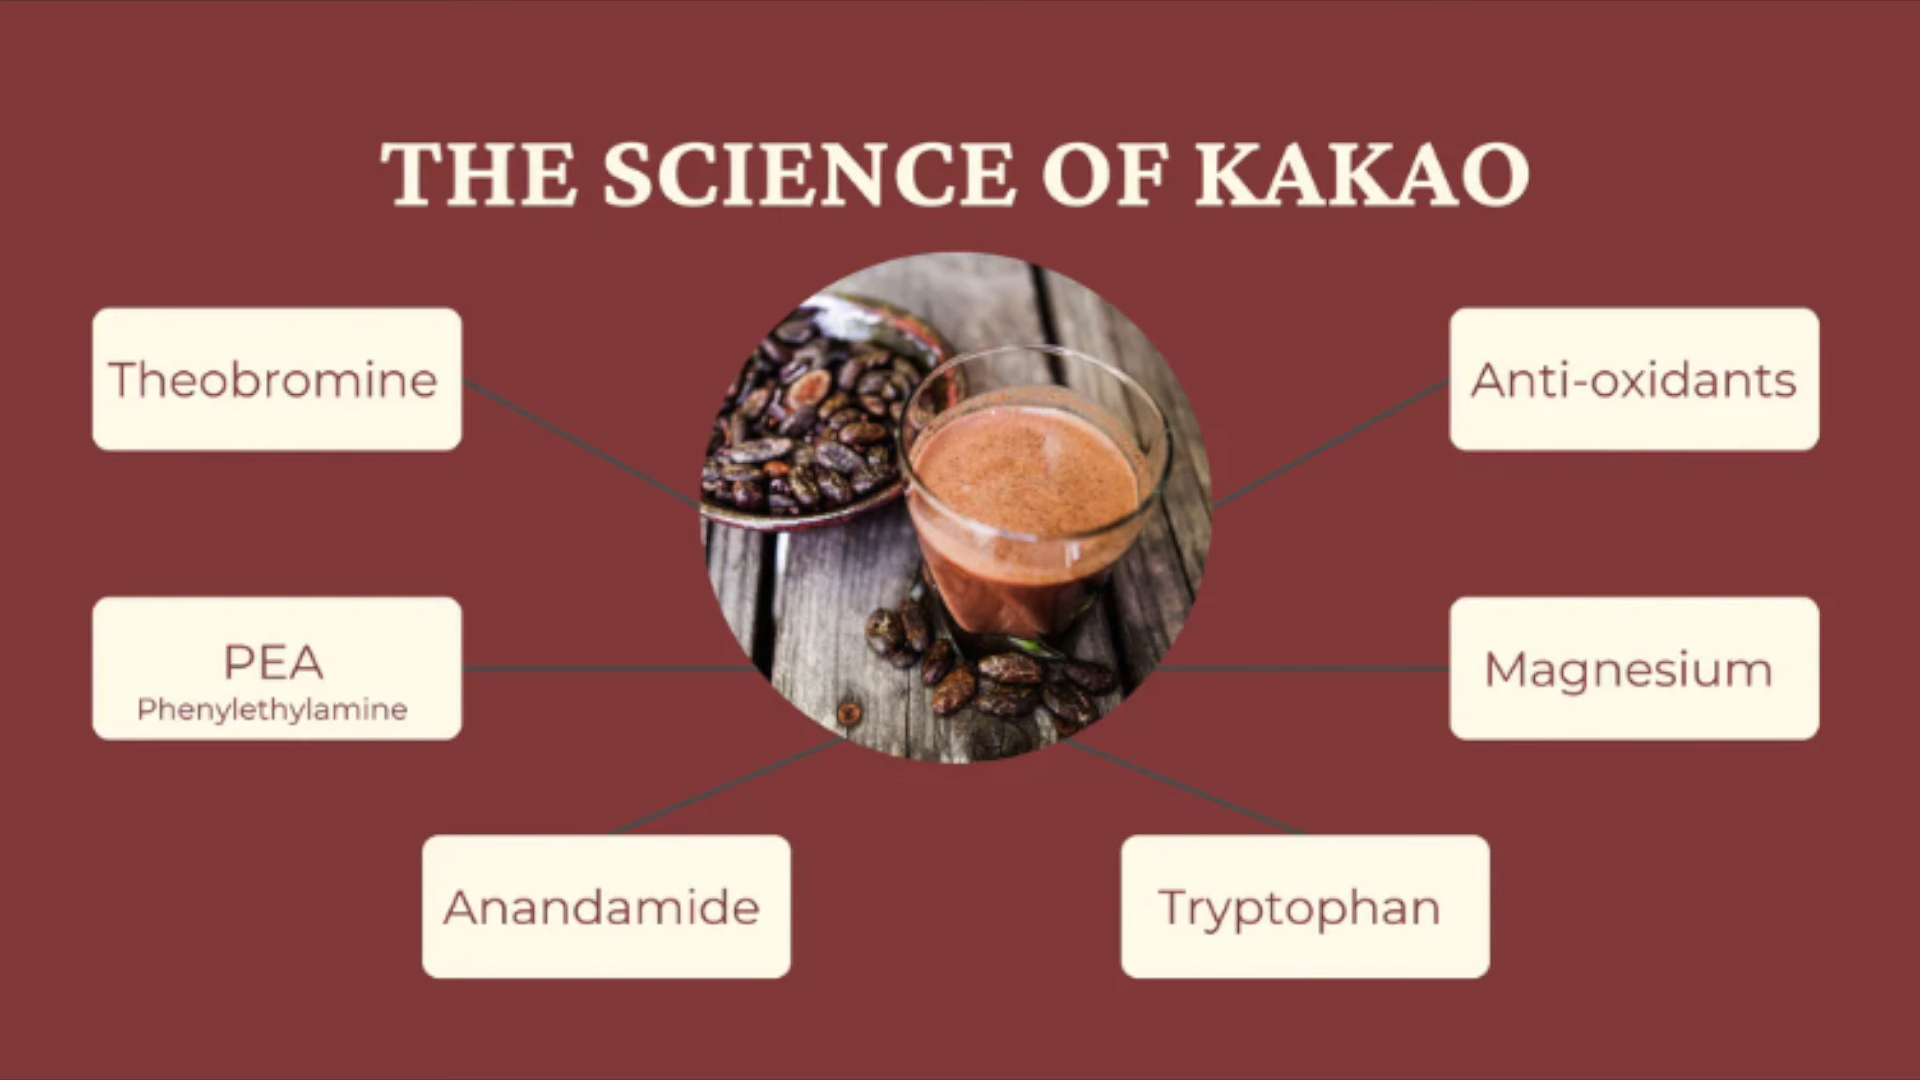 THE SCIENCE OF KAKAO
Theobromine
Anti-oxidants
PEA
Phenylethylamine
Magnesium
Anandamide
Tryptophan